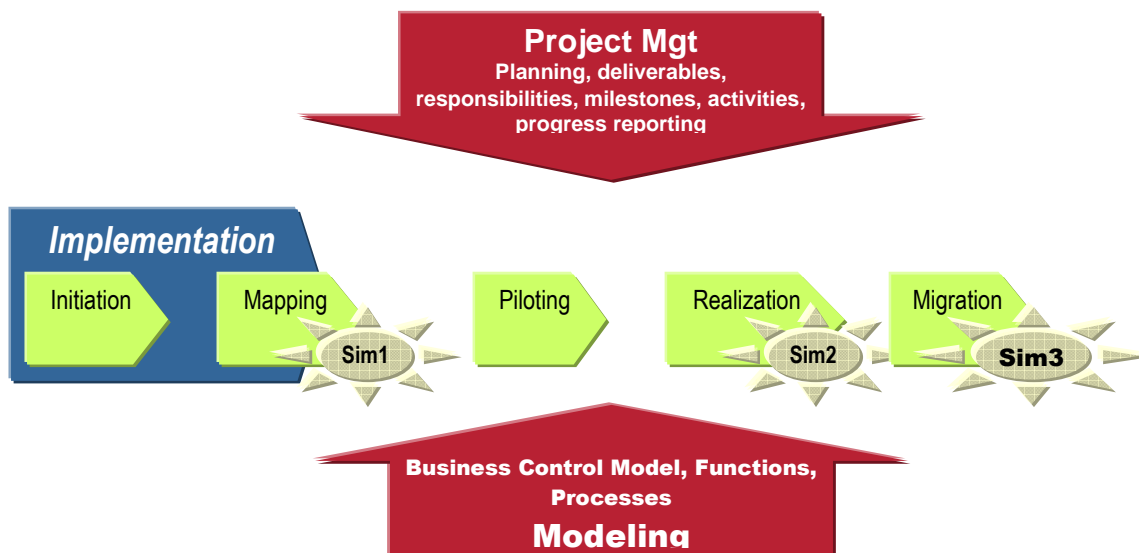 Project Mgt
Planning, deliverables,
responsibilities, milestones, activities,
progress reporting
Implementation
Initiation
Mapping
Piloting
Realization
Migration
Sim1
Sim2
Sim3
Business Control Model, Functions,
Processes
Modeling